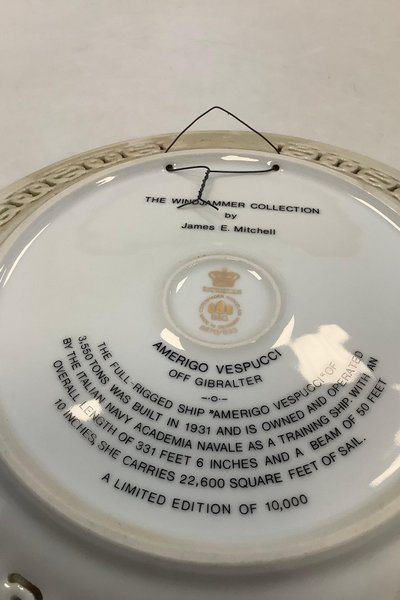 THE WINDJAMMER COLLECTION
by
James E. Mitchell
AMERIGO VESPUCCI
OFF GIBRALTER
-o-
THE FULL-RIGGED SHIP "AMERIGO VESPUCCI" OF
3,550 TONS WAS BUILT IN 1931 AND IS OWNED AND OPERATED
BY THE ITALIAN NAVY ACADEMIA NAVALE AS A TRAINING SHIP WITH AN
OVERALL LENGTH OF 331 FEET 6 INCHES AND A BEAM OF 50 FEET
10 INCHES, SHE CARRIES 22,600 SQUARE FEET OF SAIL.
A LIMITED EDITION OF 10,000